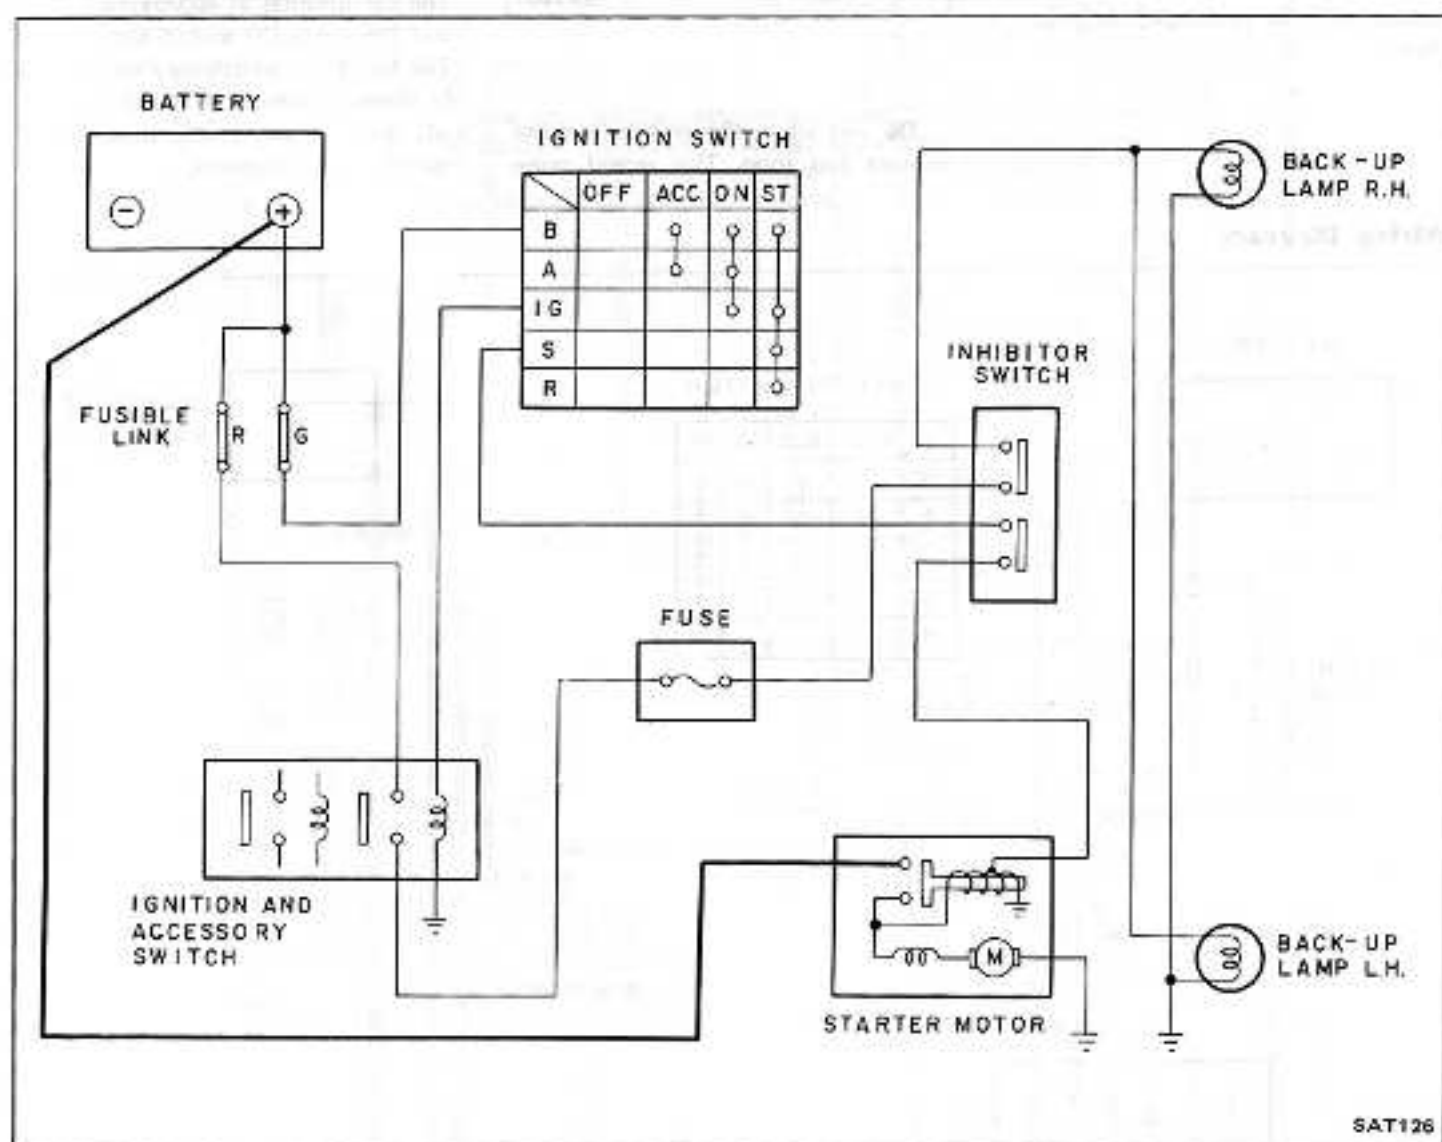 BATTERY
−
+
IGNITION SWITCH
OFF ACC. ON ST
B
A
IG
S
R
BACK-UP
LAMP R.H.
INHIBITOR
SWITCH
FUSIBLE
LINK
R
G
FUSE
IGNITION AND
ACCESSORY
SWITCH
M
STARTER MOTOR
BACK-UP
LAMP L.H.
SAT126